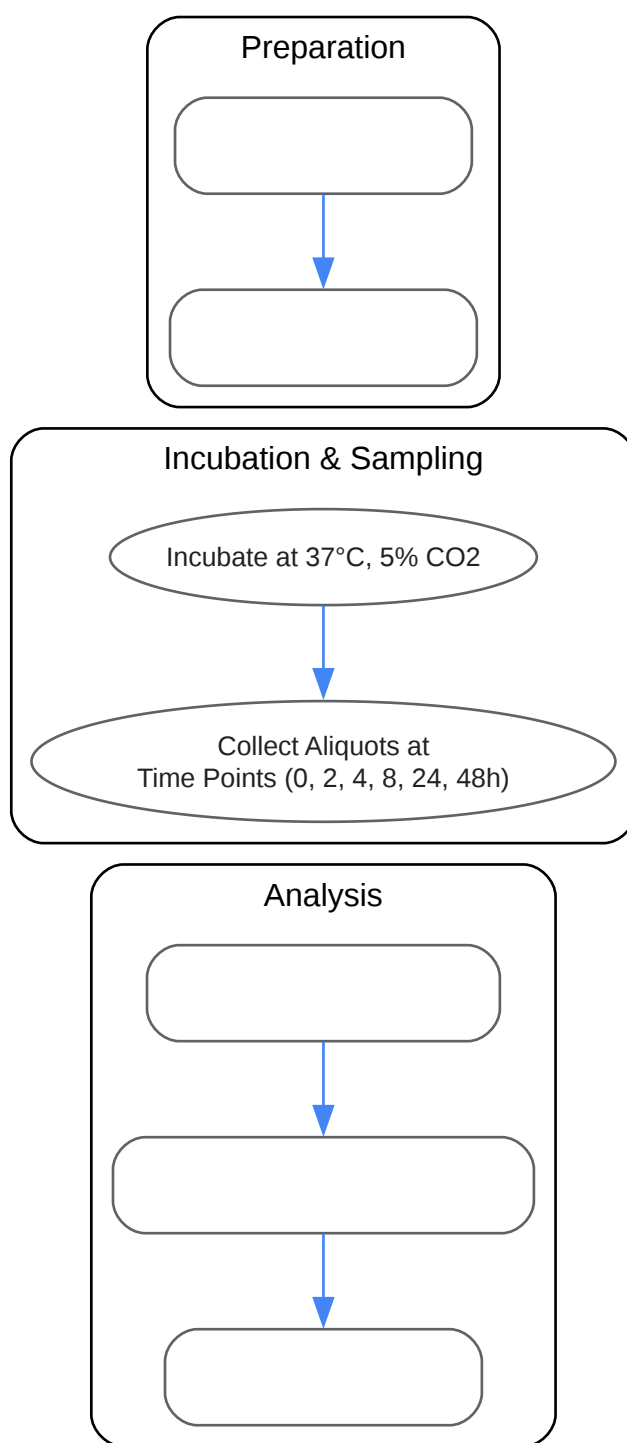 Preparation
Incubation & Sampling
Incubate at 37°C, 5% CO2
Collect Aliquots at
Time Points (0, 2, 4, 8, 24, 48h)
Analysis